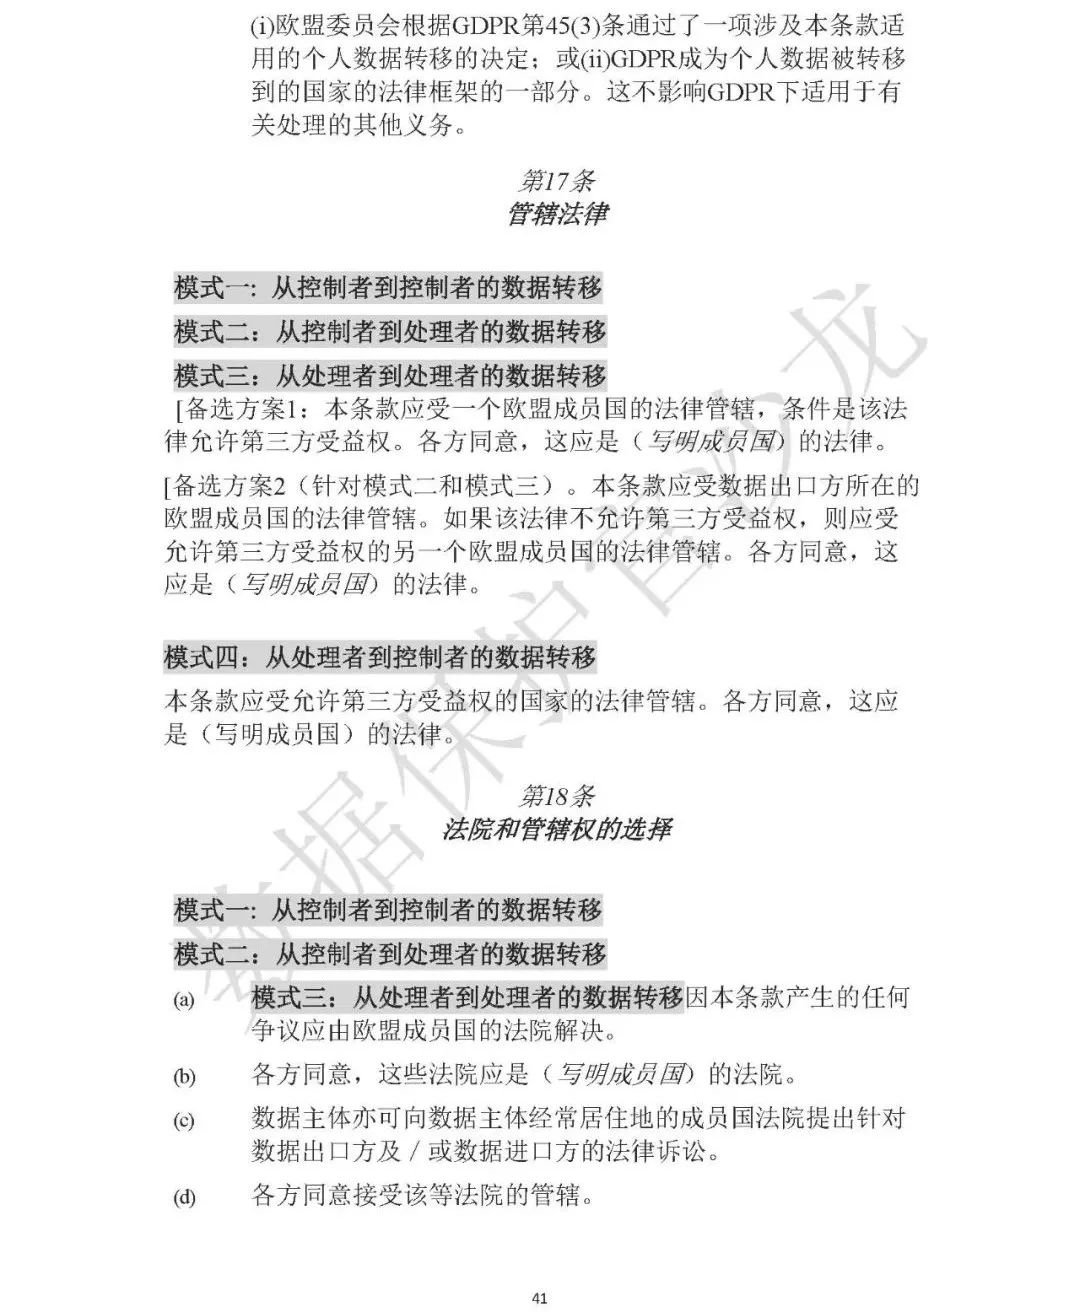 (i)欧盟委员会根据GDPR第45(3)条通过了一项涉及本条款适
用的个人数据转移的决定；或(ii)GDPR成为个人数据被转移
到的国家的法律框架的一部分。这不影响GDPR下适用于有
关处理的其他义务。
第17条
管辖法律
模式一：从控制者到控制者的数据转移
模式二：从控制者到处理者的数据转移
模式三：从处理者到处理者的数据转移
[备选方案1：本条款应受一个欧盟成员国的法律管辖，条件是该法
律允许第三方受益权。各方同意，这应是（写明成员国）的法律。
[备选方案2（针对模式二和模式三）。本条款应受数据出口方所在的
欧盟成员国的法律管辖。如果该法律不允许第三方受益权，则应受
允许第三方受益权的另一个欧盟成员国的法律管辖。各方同意，这
应是（写明成员国）的法律。
模式四：从处理者到控制者的数据转移
本条款应受允许第三方受益权的国家的法律管辖。各方同意，这应
是（写明成员国）的法律。
第18条
法院和管辖权的选择
模式一：从控制者到控制者的数据转移
模式二：从控制者到处理者的数据转移
(a) 模式三：从处理者到处理者的数据转移因本条款产生的任何
争议应由欧盟成员国的法院解决。
(b) 各方同意，这些法院应是（写明成员国）的法院。
(c) 数据主体亦可向数据主体经常居住地的成员国法院提出针对
数据出口方及/或数据进口方的法律诉讼。
(d) 各方同意接受该等法院的管辖。
41
数据保护官沙龙